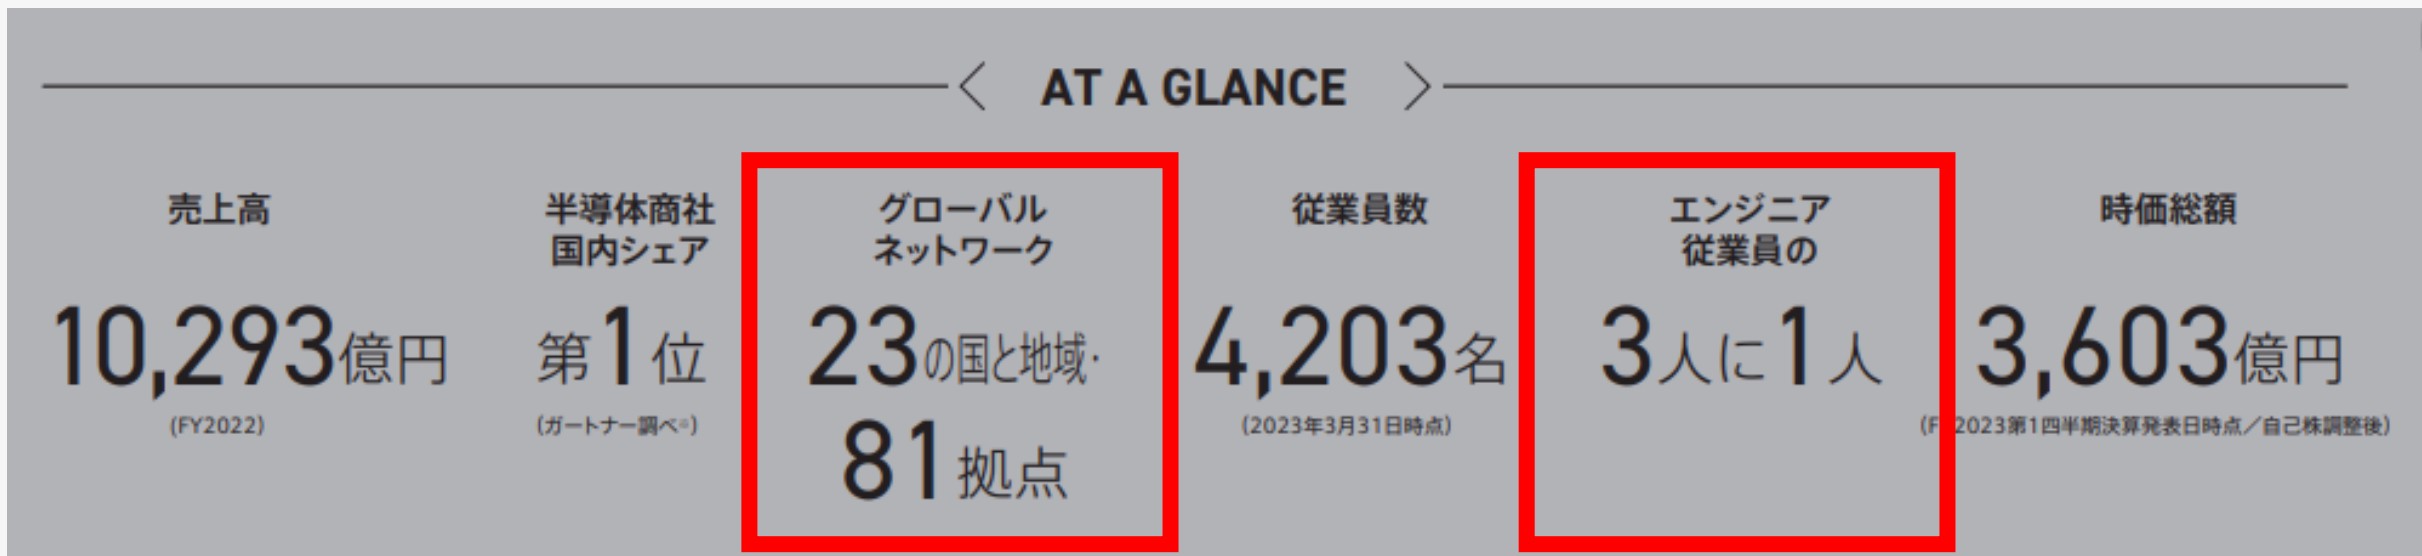 AT A GLANCE
売上高
10,293億円
(FY2022)
半導体商社
国内シェア
第1位
(ガートナー調べ※)
グローバル
ネットワーク
23の国と地域・
81拠点
従業員数
4,203名
(2023年3月31日時点)
エンジニア
従業員の
3人に1人
時価総額
3,603億円
(FY2023第1四半期決算発表日時点/自己株調整後)